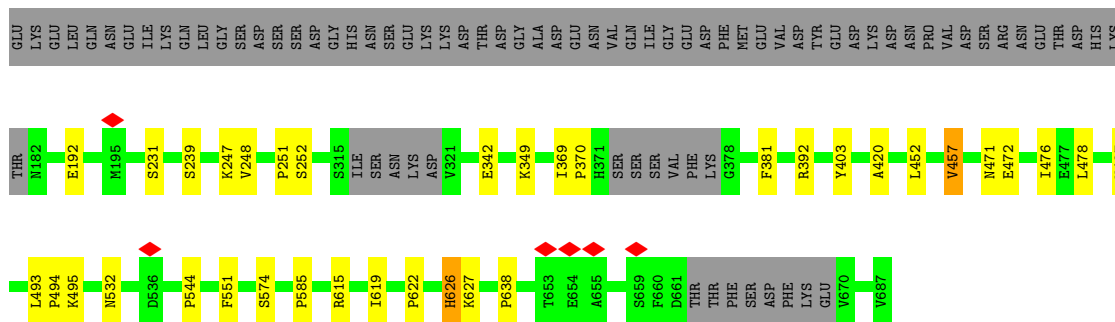 GLU LYS GLU LEU GLN ASN GLU ILE LYS GLN LEU GLY SER ASP SER SER ASP GLY HIS ASN SER GLU LYS LYS ASP THR ASP GLY ALA ASP GLU ASN VAL GLN ILE GLY GLU ASP PHE MET GLU VAL ASP TYR GLU ASP LYS ASP ASN PRO VAL ASP SER ARG ASN GLU THR ASP HIS LYS
THR N182 E192 M195 S231 S239 K247 V248 P251 S252 S315 ILE SER ASN LYS ASP V321 E342 K349 I369 P370 H371 SER SER SER VAL PHE LYS G378 F381 R392 Y403 A420 L452 V457 N471 E472 I476 E477 L478
L493 P494 K495 N532 D536 P544 F551 S574 P585 R615 I619 P622 H626 K627 P638 T653 E654 A655 S659 F660 D661 THR THR PHE SER ASP PHE LYS GLU V670 V687